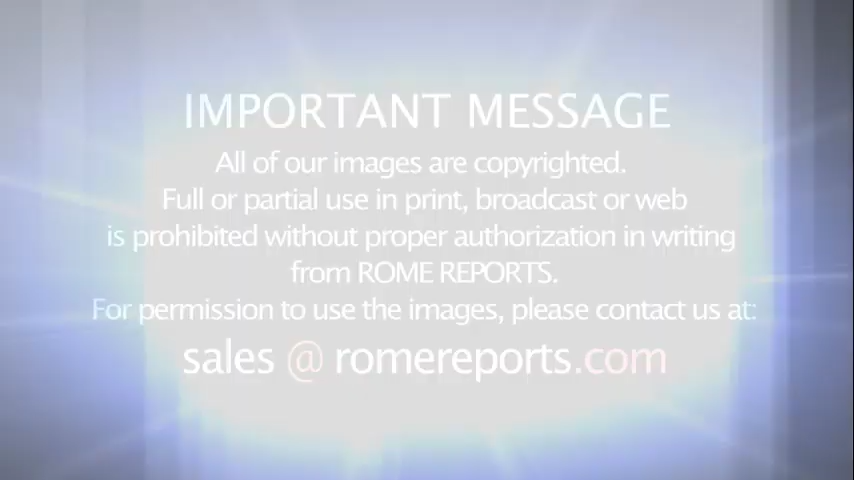 IMPORTANT MESSAGE
All of our images are copyrighted.
Full or partial use in print, broadcast or web
is prohibited without proper authorization in writing
from ROME REPORTS.
For permission to use the images, please contact us at:
sales @ romereports.com